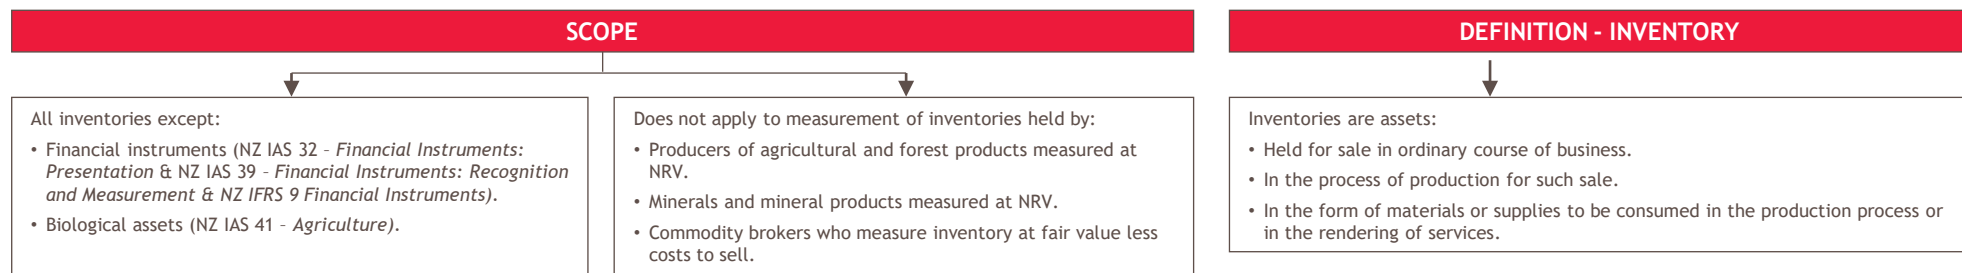 SCOPE
All inventories except:
• Financial instruments (NZ IAS 32 – Financial Instruments:
Presentation & NZ IAS 39 – Financial Instruments: Recognition
and Measurement & NZ IFRS 9 Financial Instruments).
• Biological assets (NZ IAS 41 – Agriculture).
Does not apply to measurement of inventories held by:
• Producers of agricultural and forest products measured at
NRV.
• Minerals and mineral products measured at NRV.
• Commodity brokers who measure inventory at fair value less
costs to sell.
DEFINITION - INVENTORY
Inventories are assets:
• Held for sale in ordinary course of business.
• In the process of production for such sale.
• In the form of materials or supplies to be consumed in the production process or
in the rendering of services.